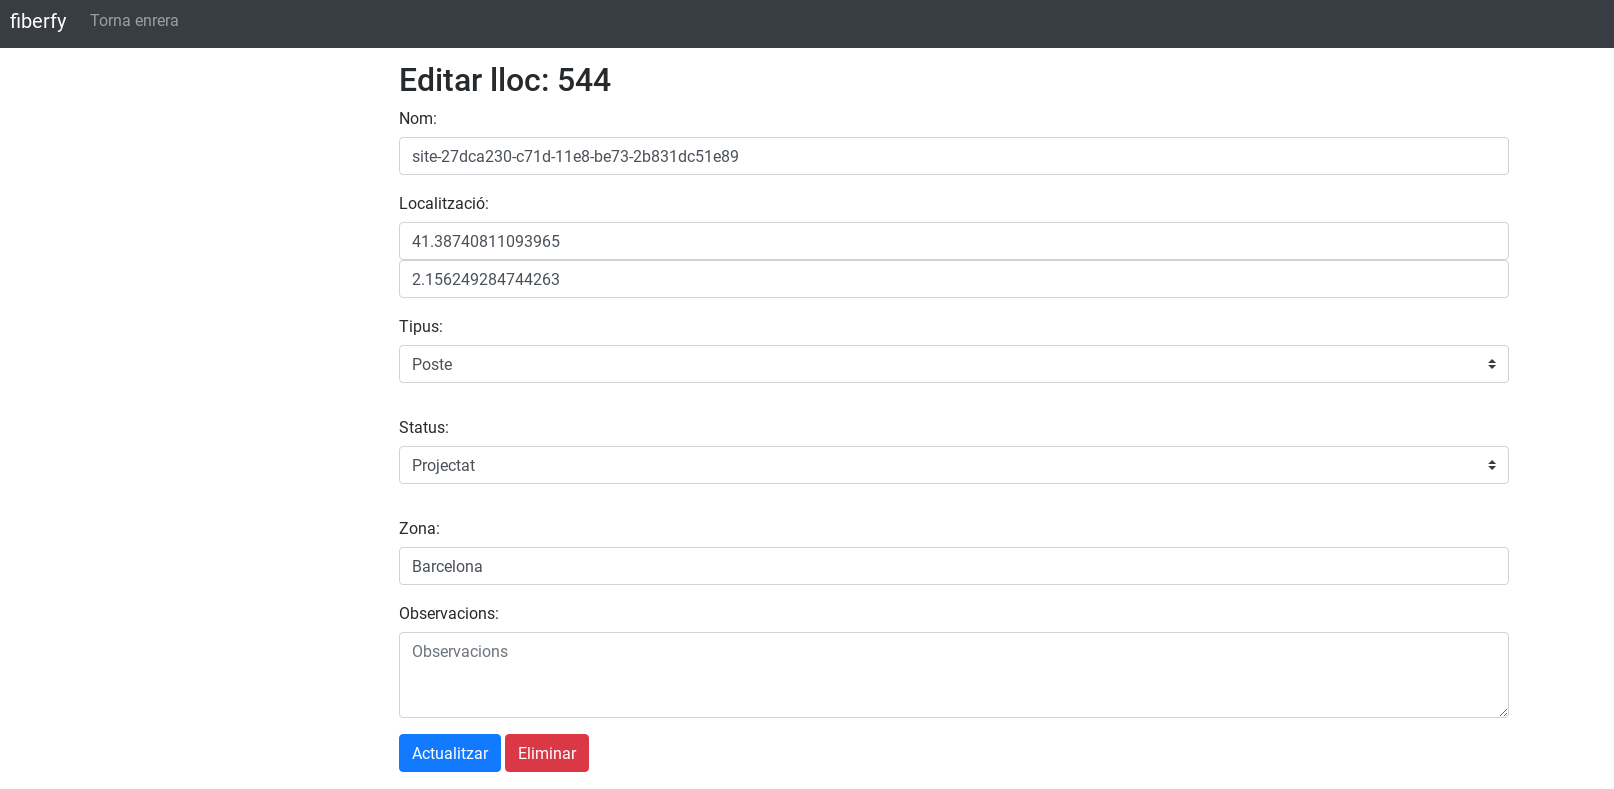 fiberfy Torna enrera
Editar lloc: 544
Nom:
site-27dca230-c71d-11e8-be73-2b831dc51e89
Localització:
41.38740811093965
2.156249284744263
Tipus:
Poste
Status:
Projectat
Zona:
Barcelona
Observacions:
Observacions
Actualitzar Eliminar